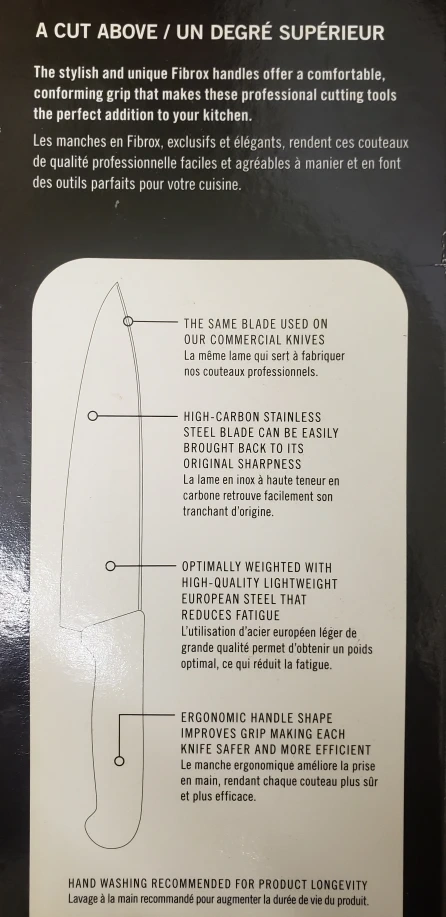 A CUT ABOVE / UN DEGRÉ SUPÉRIEUR
The stylish and unique Fibrox handles offer a comfortable,
conforming grip that makes these professional cutting tools
the perfect addition to your kitchen.
Les manches en Fibrox, exclusifs et élégants, rendent ces couteaux
de qualité professionnelle faciles et agréables à manier et en font
des outils parfaits pour votre cuisine.
THE SAME BLADE USED ON
OUR COMMERCIAL KNIVES
La même lame qui sert à fabriquer
nos couteaux professionnels.
HIGH-CARBON STAINLESS
STEEL BLADE CAN BE EASILY
BROUGHT BACK TO ITS
ORIGINAL SHARPNESS
La lame en inox à haute teneur en
carbone retrouve facilement son
tranchant d'origine.
OPTIMALLY WEIGHTED WITH
HIGH-QUALITY LIGHTWEIGHT
EUROPEAN STEEL THAT
REDUCES FATIGUE
L'utilisation d'acier européen léger de
grande qualité permet d'obtenir un poids
optimal, ce qui réduit la fatigue.
ERGONOMIC HANDLE SHAPE
IMPROVES GRIP MAKING EACH
KNIFE SAFER AND MORE EFFICIENT
Le manche ergonomique améliore la prise
en main, rendant chaque couteau plus sûr
et plus efficace.
HAND WASHING RECOMMENDED FOR PRODUCT LONGEVITY
Lavage à la main recommandé pour augmenter la durée de vie du produit.